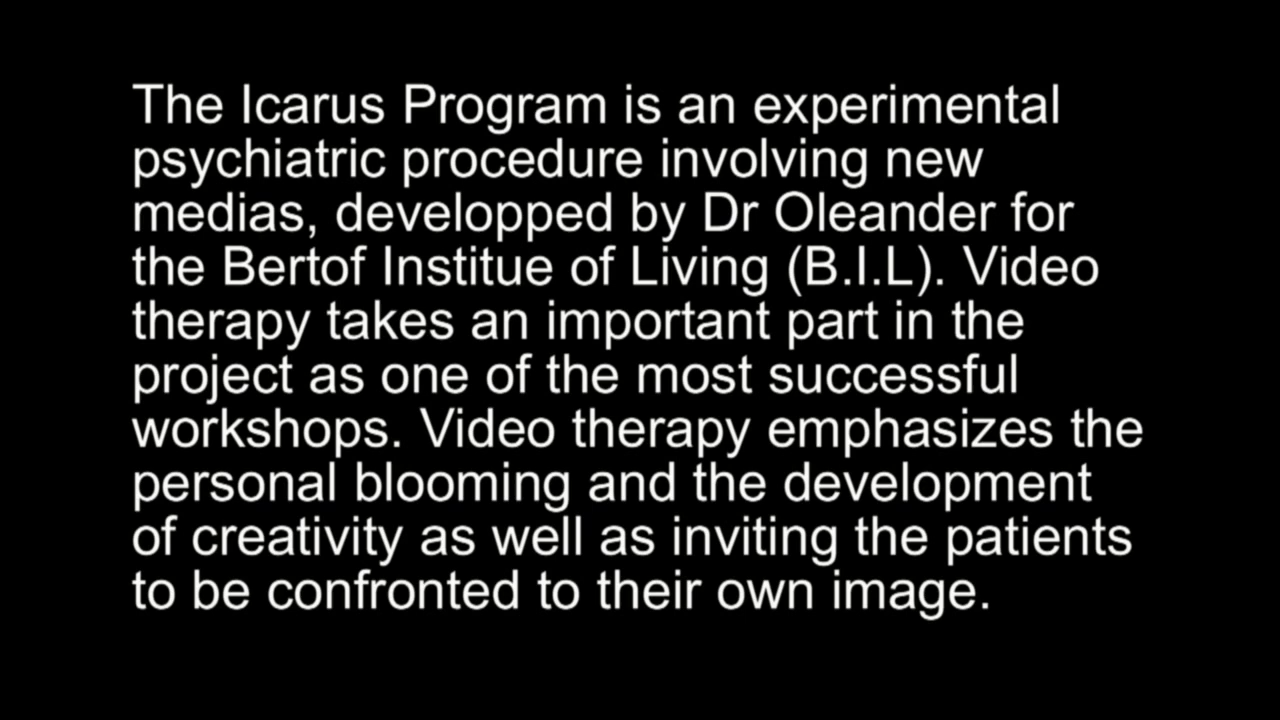 The Icarus Program is an experimental
psychiatric procedure involving new
medias, developped by Dr Oleander for
the Bertof Institue of Living (B.I.L). Video
therapy takes an important part in the
project as one of the most successful
workshops. Video therapy emphasizes the
personal blooming and the development
of creativity as well as inviting the patients
to be confronted to their own image.